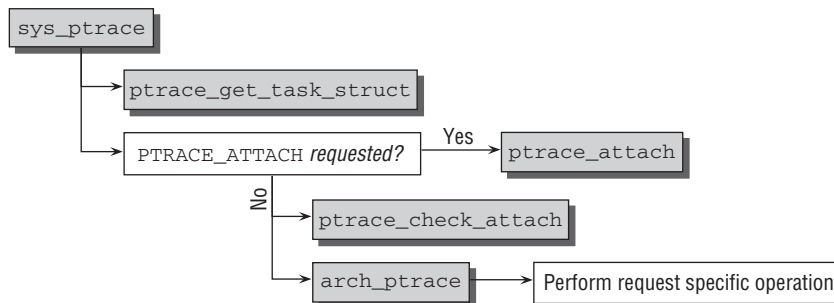 sys_ptrace
ptrace_get_task_struct
PTRACE_ATTACH requested?
Yes
ptrace_attach
No
ptrace_check_attach
arch_ptrace
Perform request specific operation